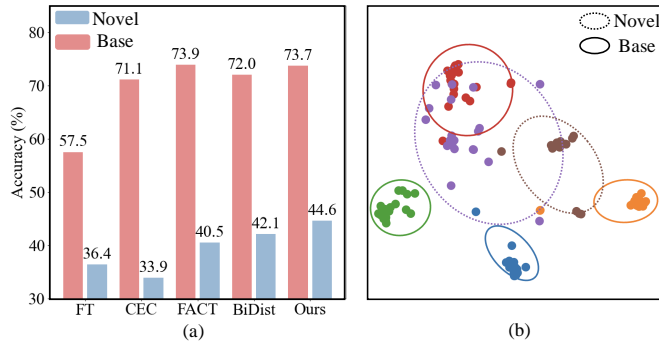 (a)
80
70
60
50
40
30
Accuracy (%)
Novel
Base
57.5
36.4
71.1
33.9
73.9
40.5
72.0
42.1
73.7
44.6
FT
CEC
FACT
BiDist
Ours
(a)
(b)
Novel
Base
(b)